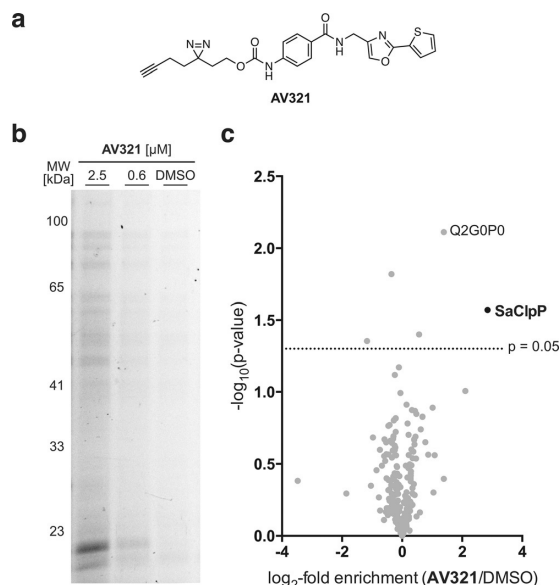 a
N=N
O
O
N
H
O
N
H
N
O
S
AV321
b
AV321 [µM]
MW
[kDa]
2.5 0.6 DMSO
100
65
41
33
23
c
2.5
2.0
1.5
1.0
0.5
0.0
-log10(p-value)
Q2G0P0
SaClpP
p = 0.05
-4 -2 0 2 4
log2-fold enrichment (AV321/DMSO)